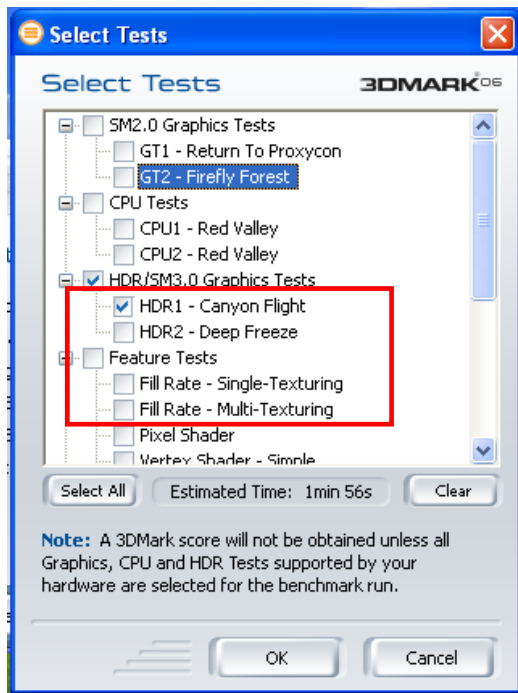 Select Tests
Select Tests
3DMARK06
SM2.0 Graphics Tests
GT1 - Return To Proxycon
GT2 - Firefly Forest
CPU Tests
CPU1 - Red Valley
CPU2 - Red Valley
HDR/SM3.0 Graphics Tests
HDR1 - Canyon Flight
HDR2 - Deep Freeze
Feature Tests
Fill Rate - Single-Texturing
Fill Rate - Multi-Texturing
Pixel Shader
Vertex Shader - Simple
Select All
Estimated Time: 1min 56s
Clear
Note: A 3DMark score will not be obtained unless all
Graphics, CPU and HDR Tests supported by your
hardware are selected for the benchmark run.
OK
Cancel